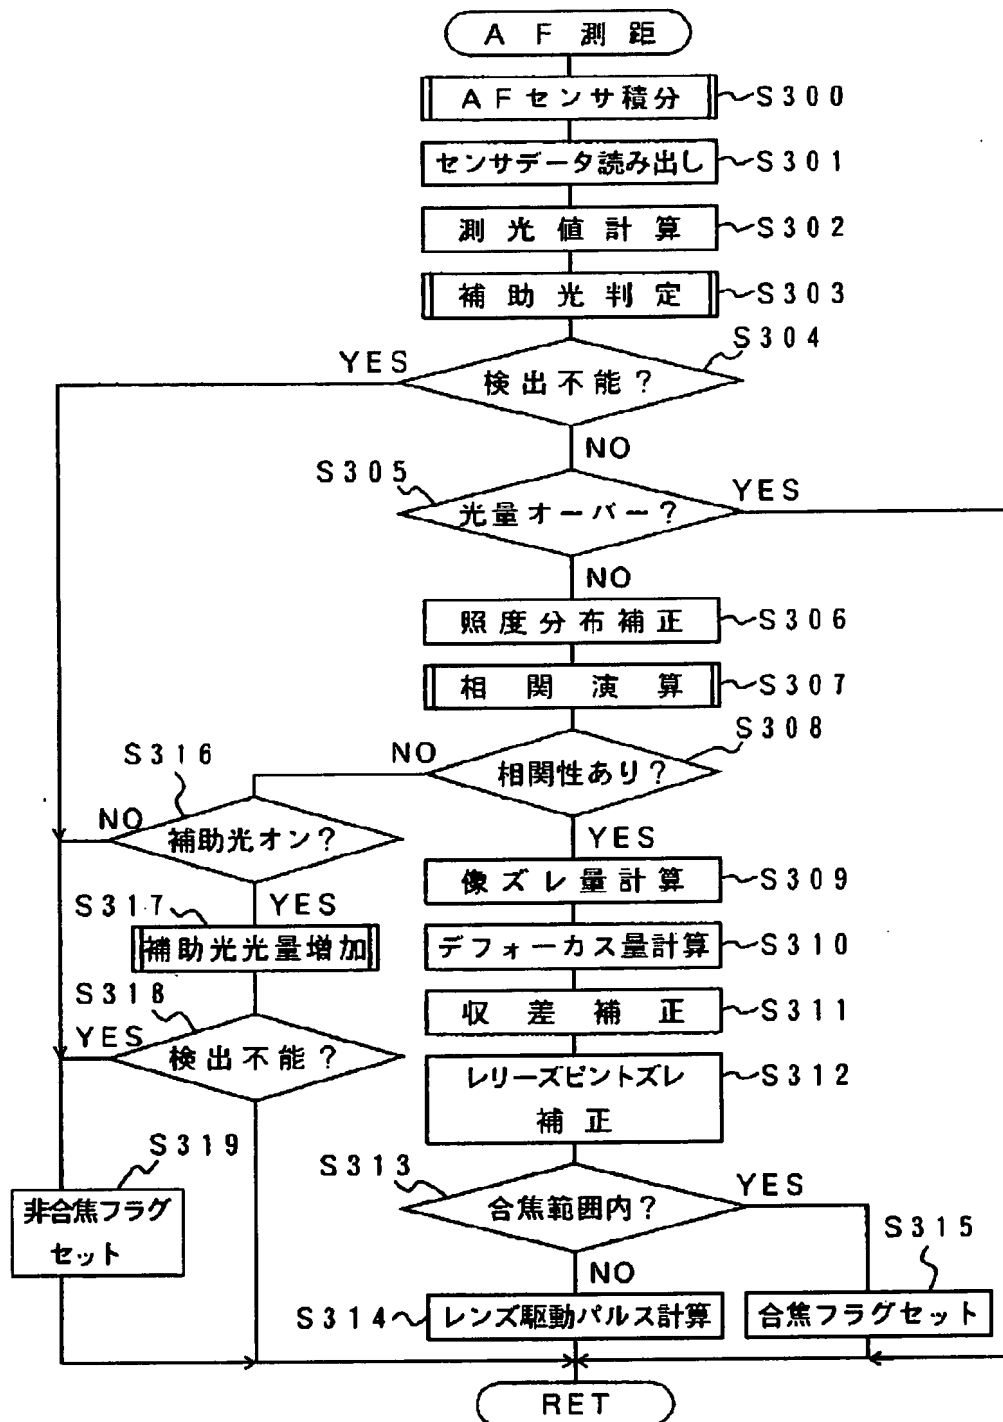 AF測距
AFセンサ積分
S300
センサデータ読み出し
S301
測光値計算
S302
補助光判定
S303
S304
YES
検出不能？
NO
S305
YES
光量オーバー？
NO
照度分布補正
S306
相関演算
S307
S308
S316
NO
相関性あり？
NO
補助光オン？
YES
像ズレ量計算
S309
S317
YES
補助光光量増加
デフォーカス量計算
S310
S318
収差補正
S311
YES
検出不能？
レリーズピントズレ
補正
S312
S319
S313
YES
非合焦フラグ
セット
合焦範囲内？
S315
NO
S314
レンズ駆動パルス計算
合焦フラグセット
RET